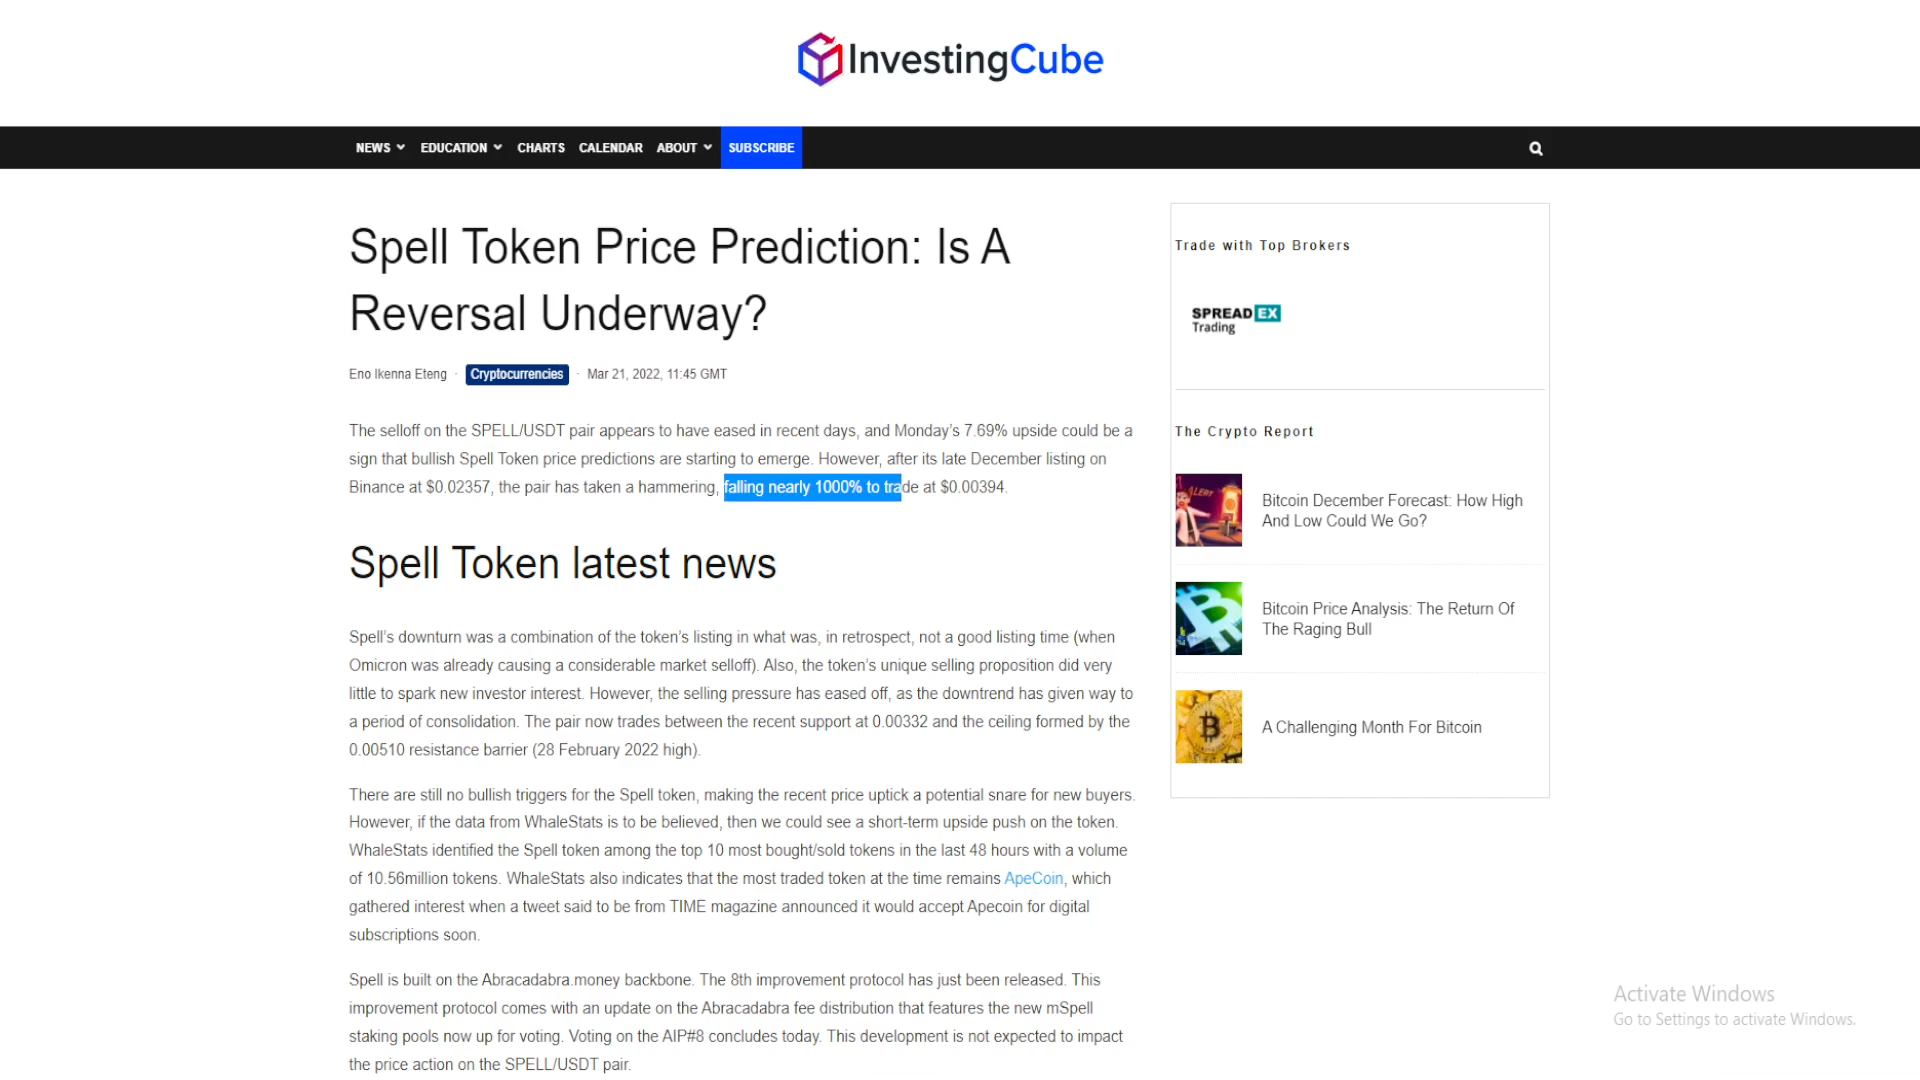 InvestingCube
NEWS EDUCATION CHARTS CALENDAR ABOUT SUBSCRIBE
Spell Token Price Prediction: Is A
Reversal Underway?
Eno Ikenna Eteng · Cryptocurrencies · Mar 21, 2022, 11:45 GMT
The selloff on the SPELL/USDT pair appears to have eased in recent days, and Monday’s 7.69% upside could be a
sign that bullish Spell Token price predictions are starting to emerge. However, after its late December listing on
Binance at $0.02357, the pair has taken a hammering, falling nearly 1000% to trade at $0.00394.
Spell Token latest news
Spell’s downturn was a combination of the token’s listing in what was, in retrospect, not a good listing time (when
Omicron was already causing a considerable market selloff). Also, the token’s unique selling proposition did very
little to spark new investor interest. However, the selling pressure has eased off, as the downtrend has given way to
a period of consolidation. The pair now trades between the recent support at 0.00332 and the ceiling formed by the
0.00510 resistance barrier (28 February 2022 high).
There are still no bullish triggers for the Spell token, making the recent price uptick a potential snare for new buyers.
However, if the data from WhaleStats is to be believed, then we could see a short-term upside push on the token.
WhaleStats identified the Spell token among the top 10 most bought/sold tokens in the last 48 hours with a volume
of 10.56million tokens. WhaleStats also indicates that the most traded token at the time remains ApeCoin, which
gathered interest when a tweet said to be from TIME magazine announced it would accept Apecoin for digital
subscriptions soon.
Spell is built on the Abracadabra.money backbone. The 8th improvement protocol has just been released. This
improvement protocol comes with an update on the Abracadabra fee distribution that features the new mSpell
staking pools now up for voting. Voting on the AIP#8 concludes today. This development is not expected to impact
the price action on the SPELL/USDT pair.
Trade with Top Brokers
SPREADEX
Trading
The Crypto Report
ALERT
Bitcoin December Forecast: How High
And Low Could We Go?
Bitcoin Price Analysis: The Return Of
The Raging Bull
A Challenging Month For Bitcoin
Activate Windows
Go to Settings to activate Windows.